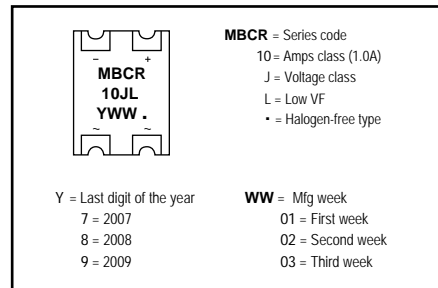 − +
MBCR
10JL
YWW .
~ ~
MBCR = Series code
10 = Amps class (1.0A)
J = Voltage class
L = Low VF
▪ = Halogen-free type
Y = Last digit of the year
7 = 2007
8 = 2008
9 = 2009
WW = Mfg week
01 = First week
02 = Second week
03 = Third week